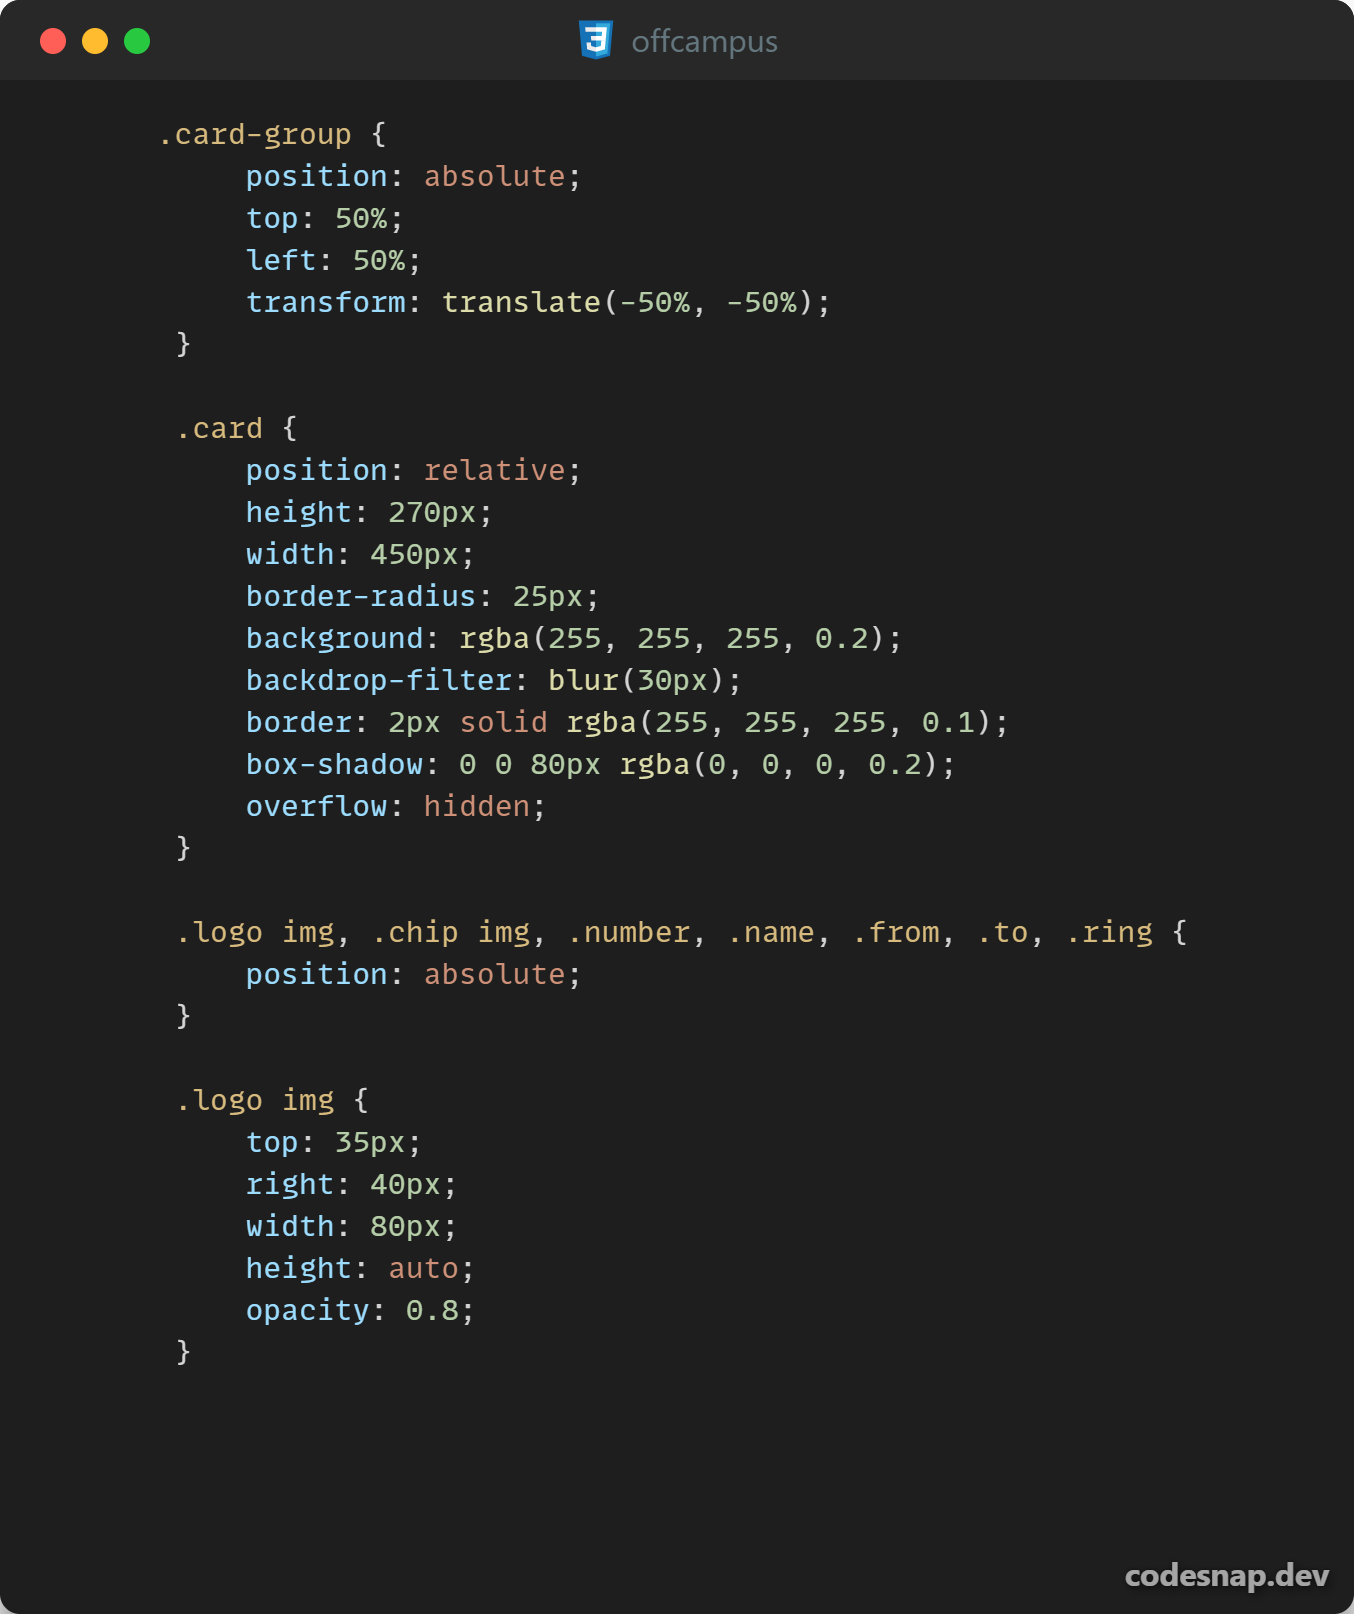 offcampus
.card-group {
    position: absolute;
    top: 50%;
    left: 50%;
    transform: translate(-50%, -50%);
}
.card {
    position: relative;
    height: 270px;
    width: 450px;
    border-radius: 25px;
    background: rgba(255, 255, 255, 0.2);
    backdrop-filter: blur(30px);
    border: 2px solid rgba(255, 255, 255, 0.1);
    box-shadow: 0 0 80px rgba(0, 0, 0, 0.2);
    overflow: hidden;
}
.logo img, .chip img, .number, .name, .from, .to, .ring {
    position: absolute;
}
.logo img {
    top: 35px;
    right: 40px;
    width: 80px;
    height: auto;
    opacity: 0.8;
}
codesnap.dev